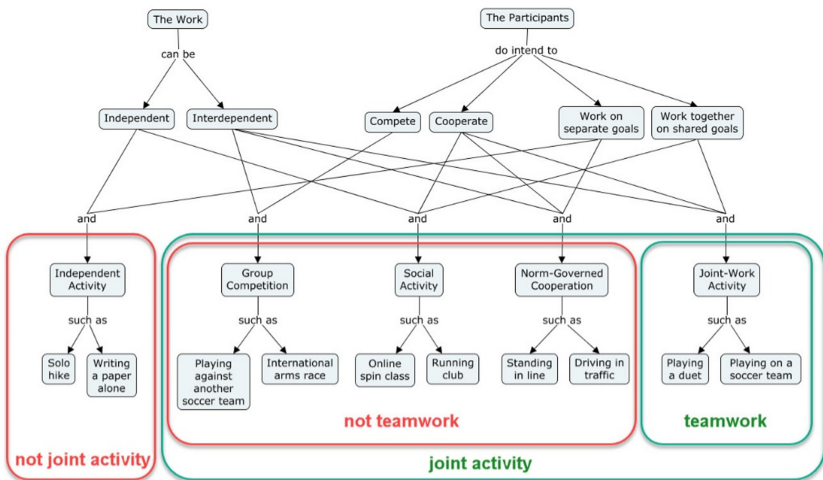 The Work
The Participants
can be
do intend to
Independent
Interdependent
Compete
Cooperate
Work on
separate goals
Work together
on shared goals
and
and
and
and
and
Independent
Activity
Group
Competition
Social
Activity
Norm-Governed
Cooperation
Joint-Work
Activity
such as
such as
such as
such as
such as
Solo
hike
Writing
a paper
alone
Playing
against
another
soccer team
International
arms race
Online
spin class
Running
club
Standing
in line
Driving in
traffic
Playing
a duet
Playing on a
soccer team
not teamwork
teamwork
not joint activity
joint activity